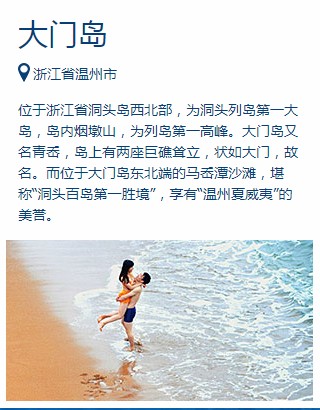 大门岛
浙江省温州市
位于浙江省洞头岛西北部，为洞头列岛第一大
岛，岛内烟墩山，为列岛第一高峰。大门岛又
名青岙，岛上有两座巨礁耸立，状如大门，故
名。而位于大门岛东北端的马岙潭沙滩，堪
称“洞头百岛第一胜境”，享有“温州夏威夷”的
美誉。